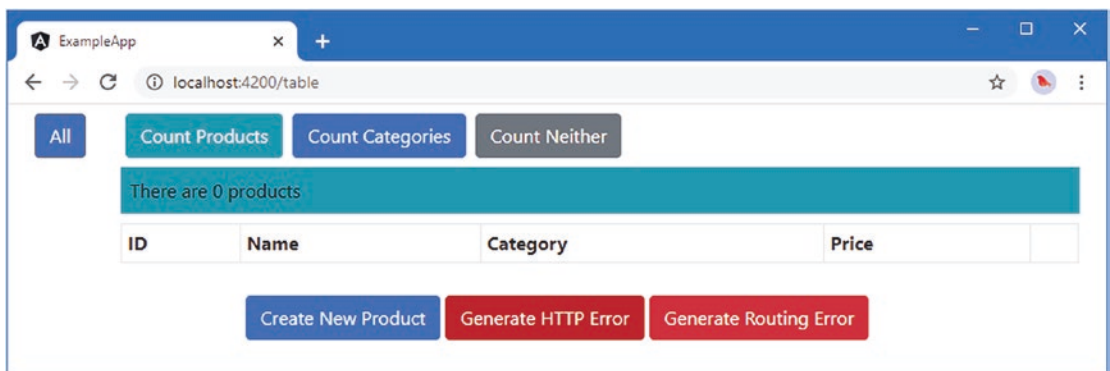 ExampleApp
localhost:4200/table
All Count Products Count Categories Count Neither
There are 0 products
ID Name Category Price
Create New Product Generate HTTP Error Generate Routing Error